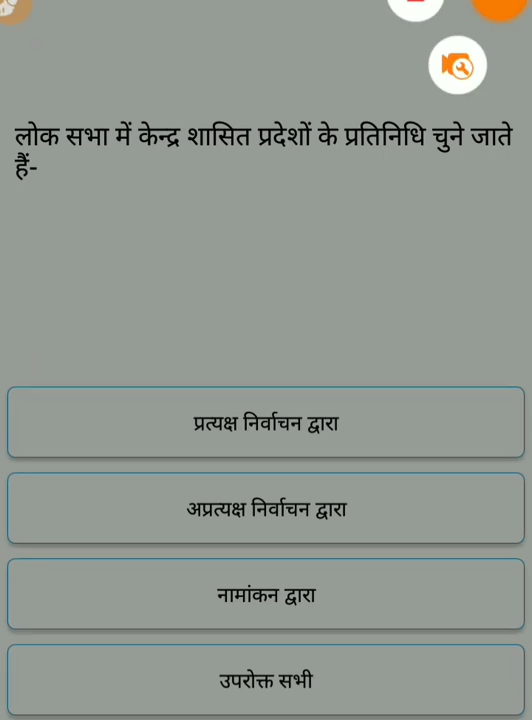 लोक सभा में केन्द्र शासित प्रदेशों के प्रतिनिधि चुने जाते
हैं-
प्रत्यक्ष निर्वाचन द्वारा
अप्रत्यक्ष निर्वाचन द्वारा
नामांकन द्वारा
उपरोक्त सभी